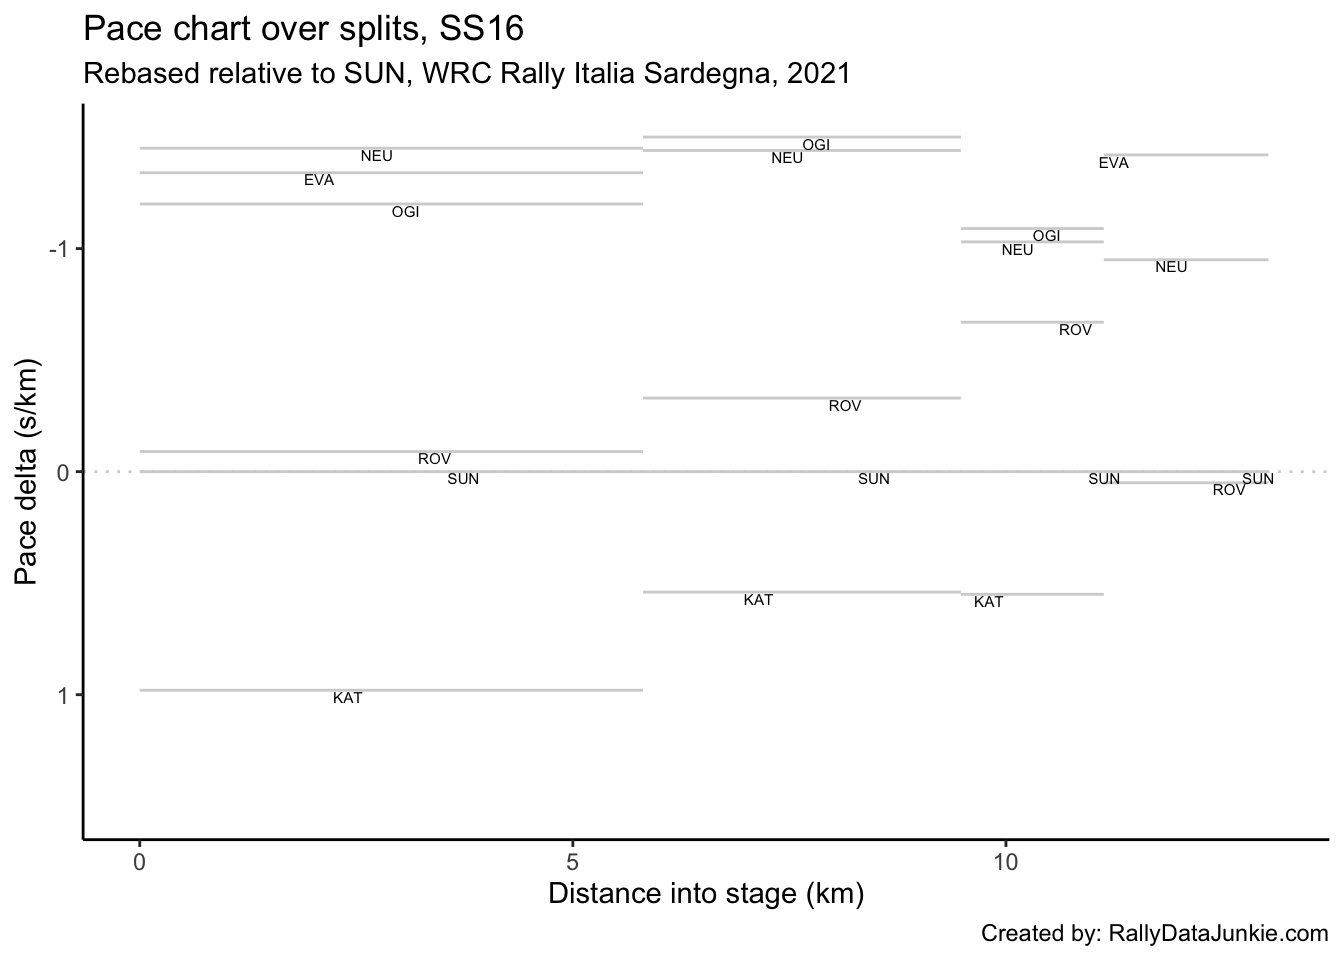 Pace chart over splits, SS16
Rebased relative to SUN, WRC Rally Italia Sardegna, 2021
OGI
NEU
NEU
EVA
EVA
OGI
-1
OGI
NEU
NEU
ROV
ROV
ROV
0
SUN
SUN
SUN
SUN
ROV
KAT
KAT
1
KAT
Pace delta (s/km)
0
5
10
Distance into stage (km)
Created by: RallyDataJunkie.com